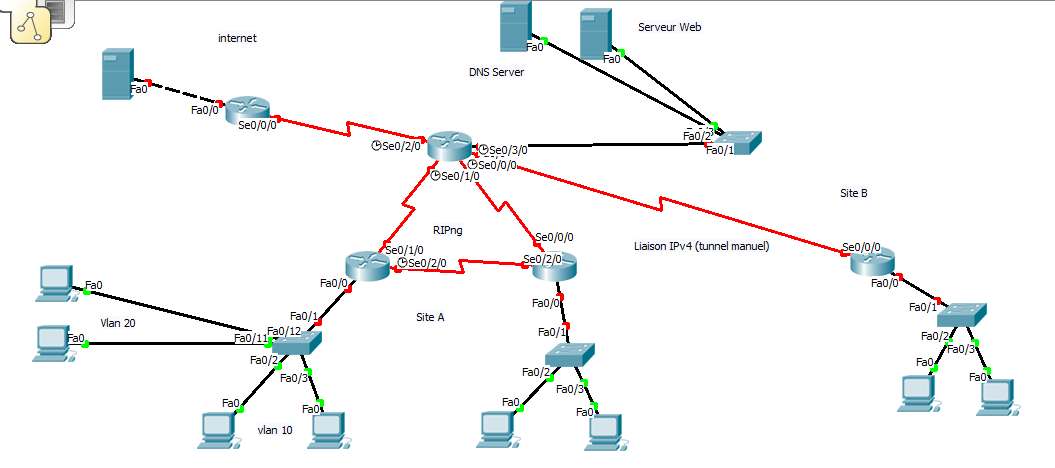 internet
Serveur Web
Fa0
Fa0
DNS Server
Fa0
Fa0/0
Se0/0/0
Fa0/2
Fa0/1
Se0/2/0
Se0/3/0
Se0/0/0
Se0/1/0
Site B
RIPng
Se0/0/0
Liaison IPv4 (tunnel manuel)
Se0/0/0
Se0/1/0
Se0/2/0
Se0/2/0
Fa0/0
Fa0/0
Fa0
Fa0/0
Fa0/1
Fa0/1
Site A
Vlan 20
Fa0/12
Fa0/11
Fa0
Fa0/1
Fa0/2
Fa0/3
Fa0/2
Fa0/3
Fa0/2
Fa0/3
Fa0
Fa0
Fa0
Fa0
Fa0
Fa0
vlan 10